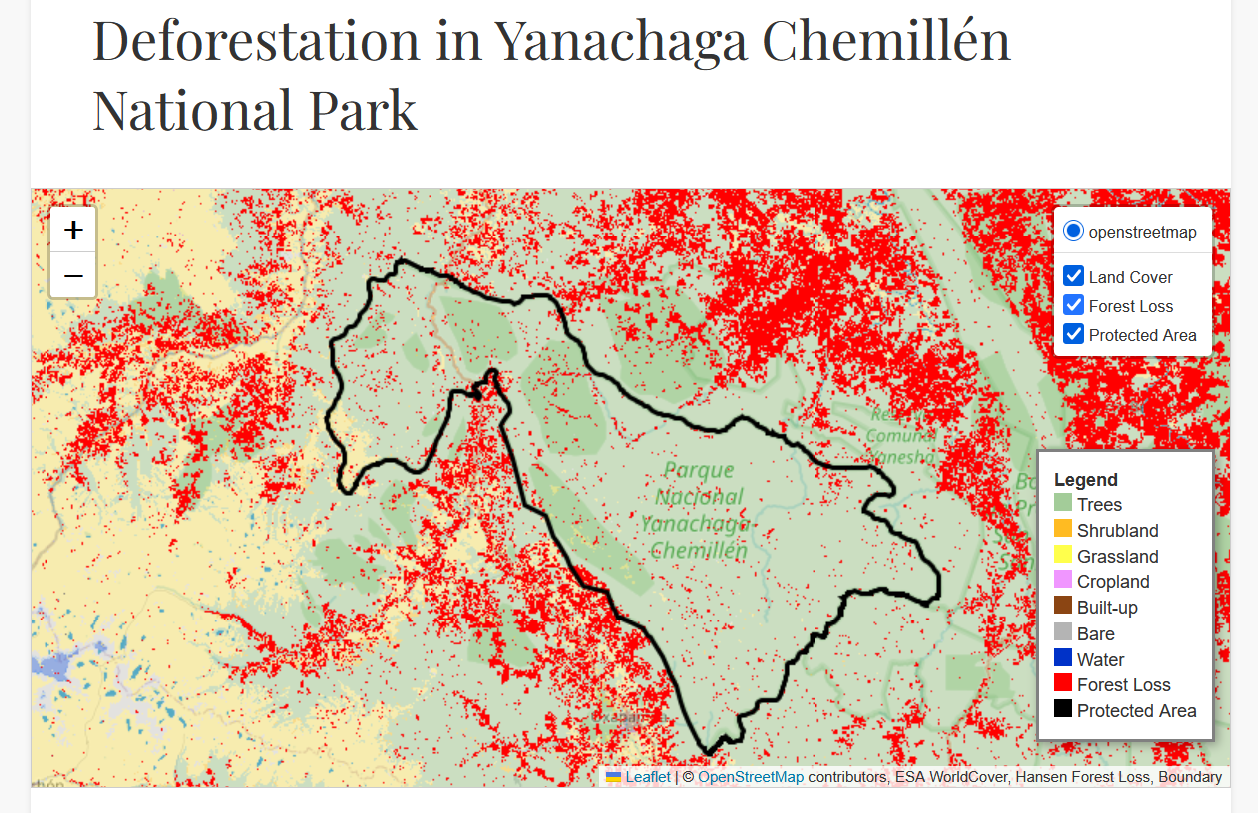 Deforestation in Yanachaga Chemillén
National Park
+
−
openstreetmap
Land Cover
Forest Loss
Protected Area
Comunal
Yanesha
Parque
Nacional
Yanachaga-
Chemillén
Legend
Trees
Shrubland
Grassland
Cropland
Built-up
Bare
Water
Forest Loss
Protected Area
Leaflet | © OpenStreetMap contributors, ESA WorldCover, Hansen Forest Loss, Boundary